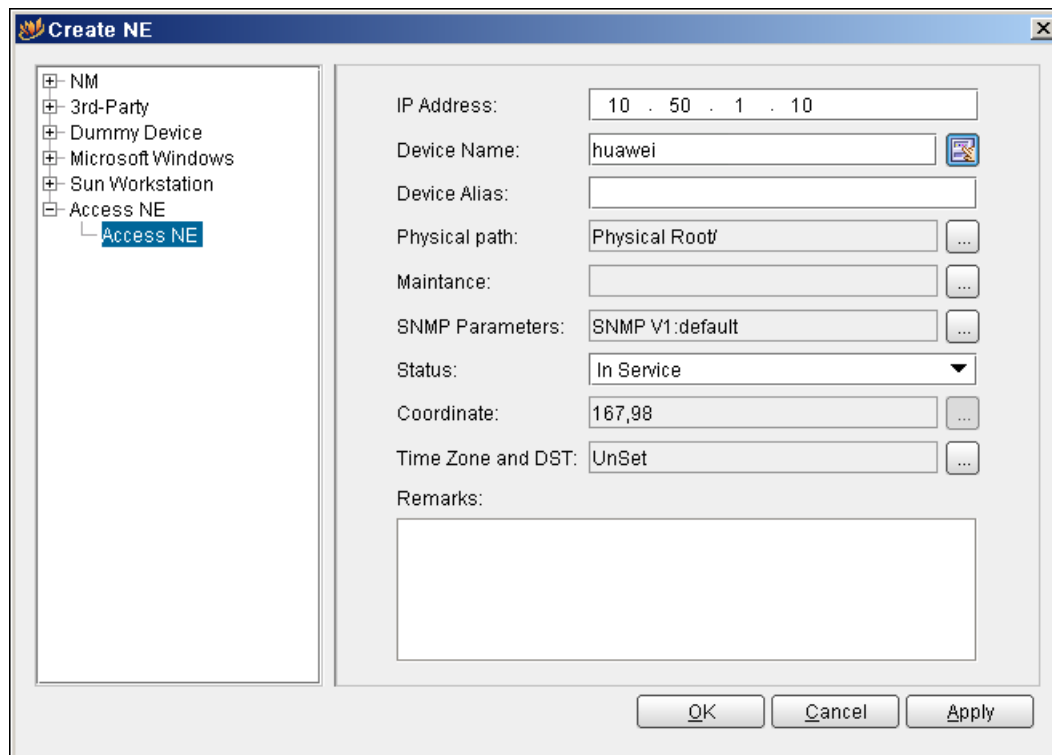 Create NE
NM
3rd-Party
Dummy Device
Microsoft Windows
Sun Workstation
Access NE
Access NE
IP Address: 10 . 50 . 1 . 10
Device Name: huawei
Device Alias:
Physical path: Physical Root/ ...
Maintance: ...
SNMP Parameters: SNMP V1:default ...
Status: In Service
Coordinate: 167,98 ...
Time Zone and DST: UnSet ...
Remarks:
OK Cancel Apply